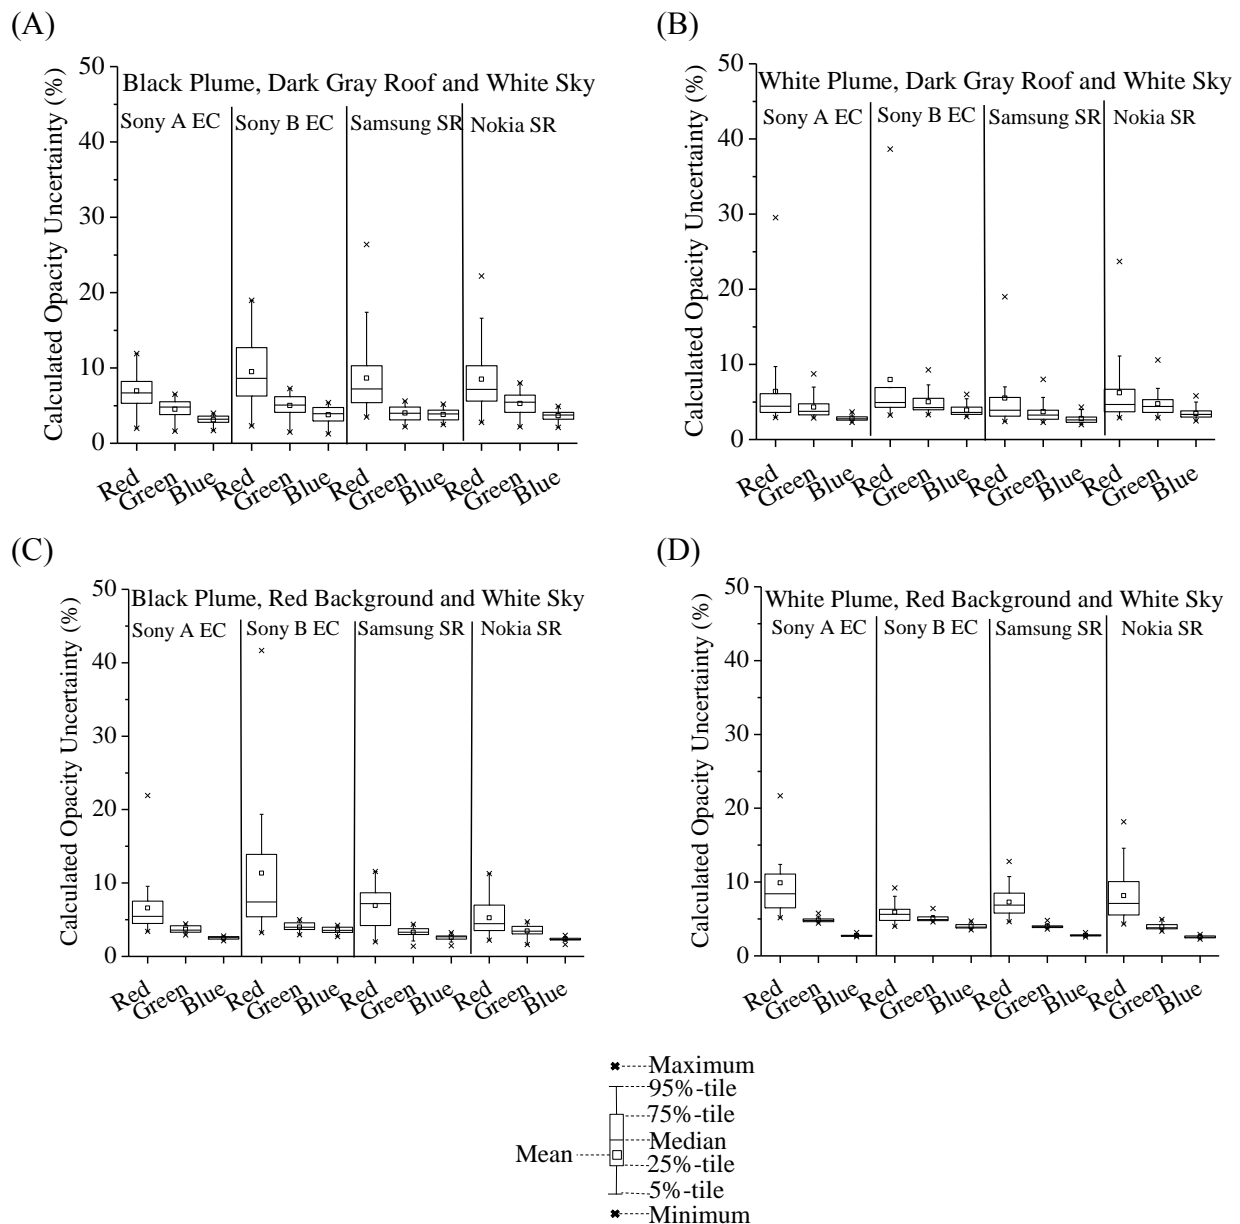 (A)
Black Plume, Dark Gray Roof and White Sky
Sony A EC Sony B EC Samsung SR Nokia SR
Calculated Opacity Uncertainty (%)
50
40
30
20
10
0
Red Green Blue Red Green Blue Red Green Blue Red Green Blue
(B)
White Plume, Dark Gray Roof and White Sky
Sony A EC Sony B EC Samsung SR Nokia SR
Calculated Opacity Uncertainty (%)
50
40
30
20
10
0
Red Green Blue Red Green Blue Red Green Blue Red Green Blue
(C)
Black Plume, Red Background and White Sky
Sony A EC Sony B EC Samsung SR Nokia SR
Calculated Opacity Uncertainty (%)
50
40
30
20
10
0
Red Green Blue Red Green Blue Red Green Blue Red Green Blue
(D)
White Plume, Red Background and White Sky
Sony A EC Sony B EC Samsung SR Nokia SR
Calculated Opacity Uncertainty (%)
50
40
30
20
10
0
Red Green Blue Red Green Blue Red Green Blue Red Green Blue
Maximum
95%-tile
75%-tile
Median
Mean
25%-tile
5%-tile
Minimum